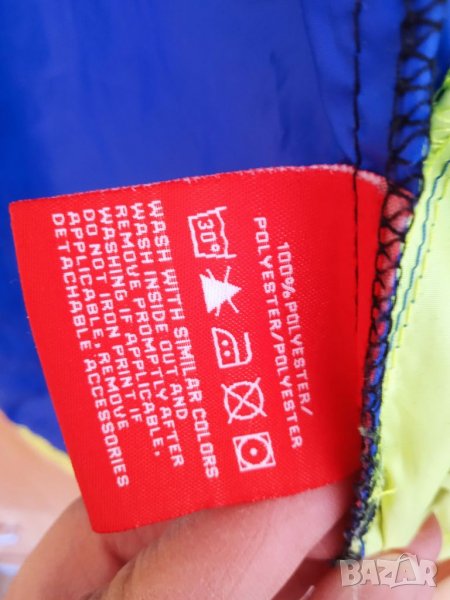 100% POLYESTER/
POLYESTER/POLYESTER
30°
WASH WITH SIMILAR COLORS
WASH INSIDE OUT AND
REMOVE PROMPTLY AFTER
WASHING IF APPLICABLE.
DO NOT IRON PRINT IF
APPLICABLE, REMOVE
DETACHABLE ACCESSORIES
BAZAR